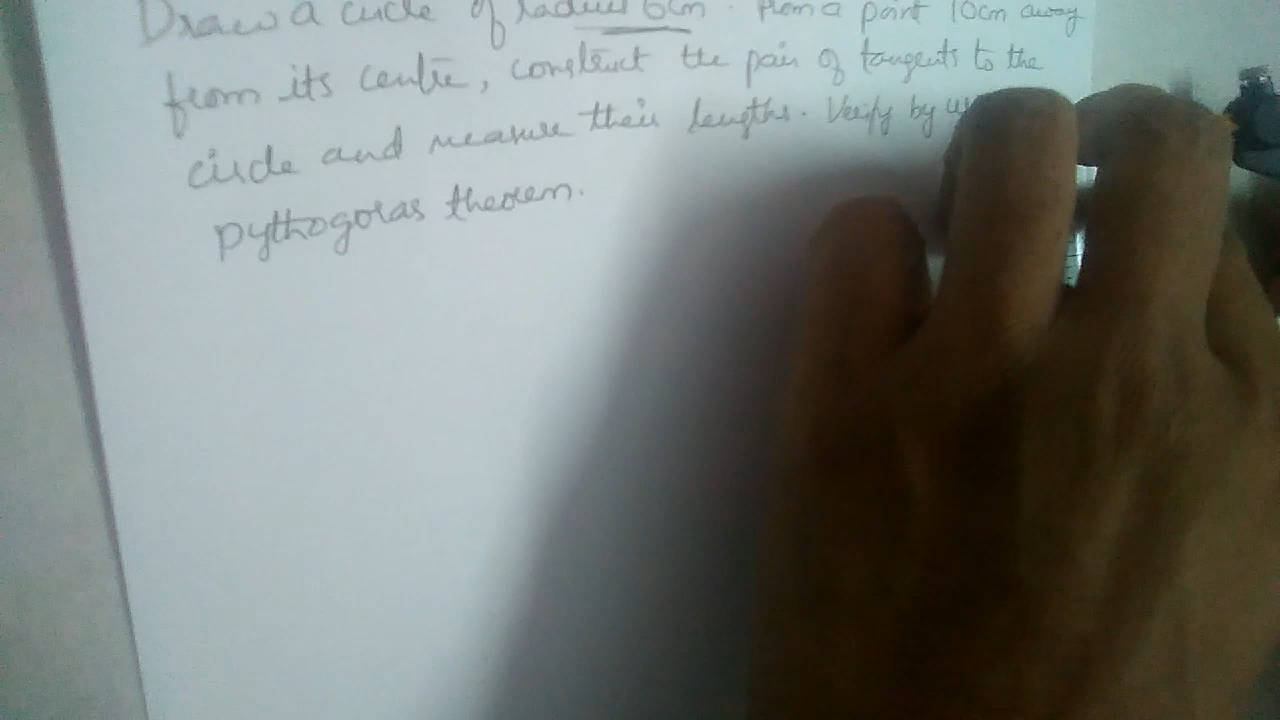 Draw a circle of radius 6cm. From a point 10cm away
from its centre, construct the pair of tangents to the
circle and measure their lengths. Verify by
pythogoras theorem.